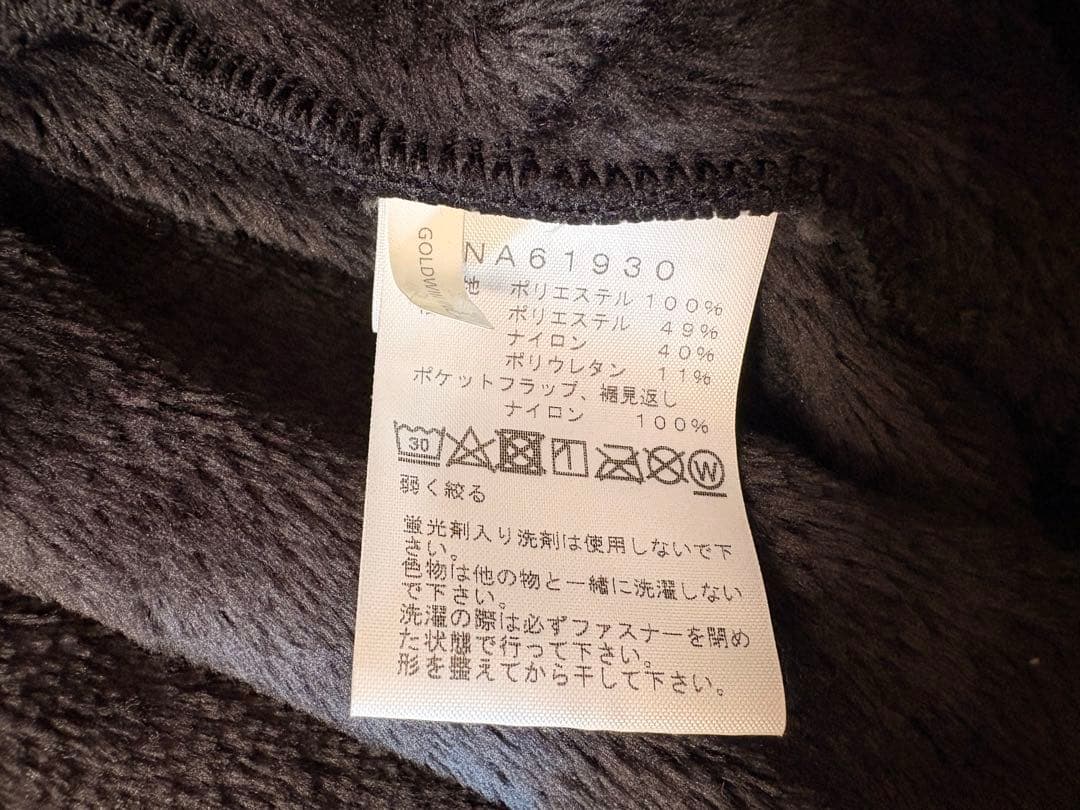 GOLDWIN
NA61930
地 ポリエステル 100%
ポリエステル 49%
ナイロン 40%
ポリウレタン 11%
ポケットフラップ、裾見返し
ナイロン 100%
30
W
弱く絞る
蛍光剤入り洗剤は使用しないで下
さい。
色物は他の物と一緒に洗濯しない
で下さい。
洗濯の際は必ずファスナーを閉め
た状態で行って下さい。
形を整えてから干して下さい。